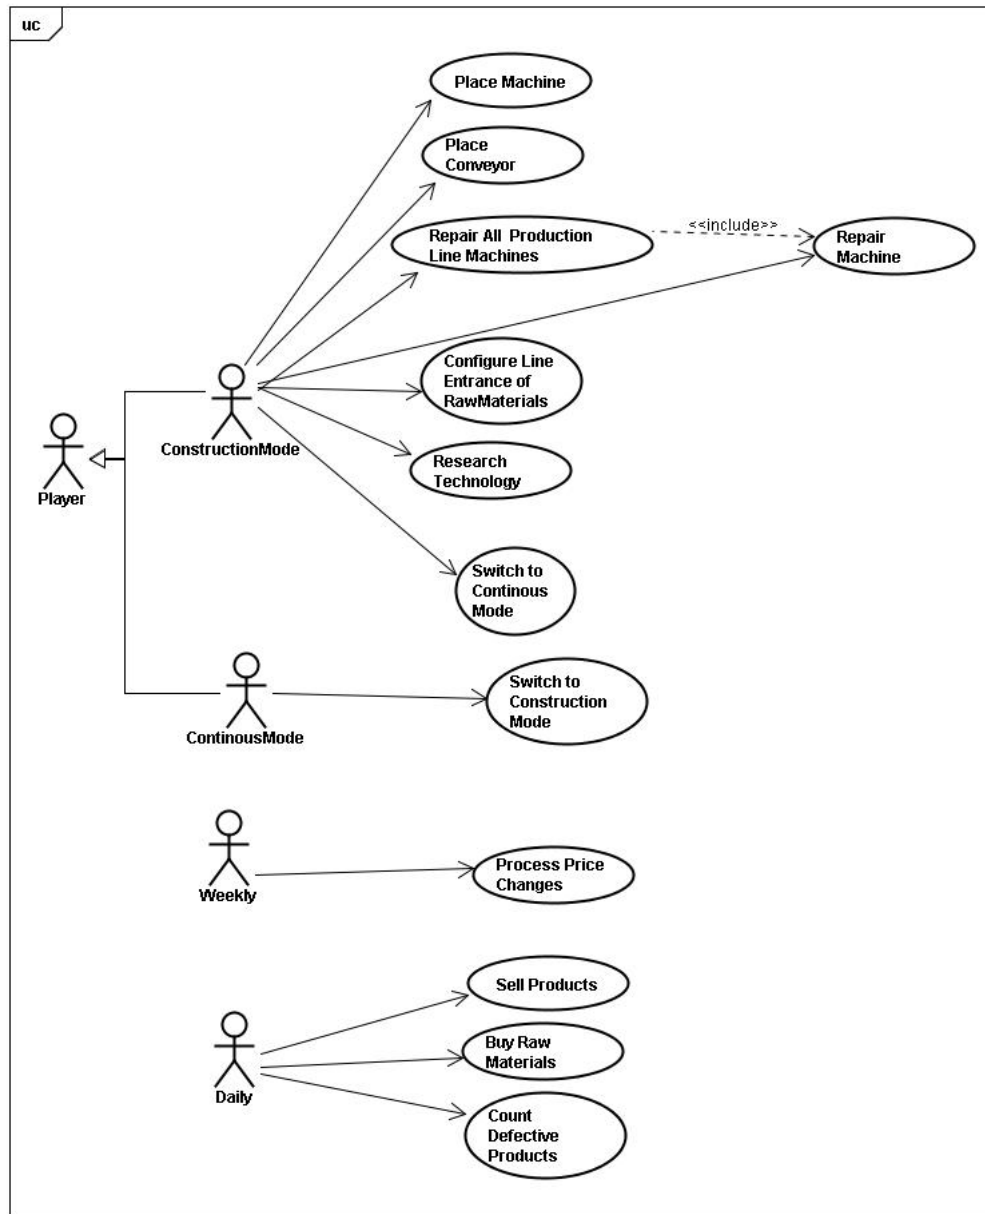 uc
Place Machine
Place
Conveyor
<<include>>
Repair All Production
Line Machines
Repair
Machine
Configure Line
Entrance of
RawMaterials
ConstructionMode
Research
Technology
Player
Switch to
Continous
Mode
Switch to
Construction
Mode
ContinousMode
Process Price
Changes
Weekly
Sell Products
Buy Raw
Materials
Daily
Count
Defective
Products